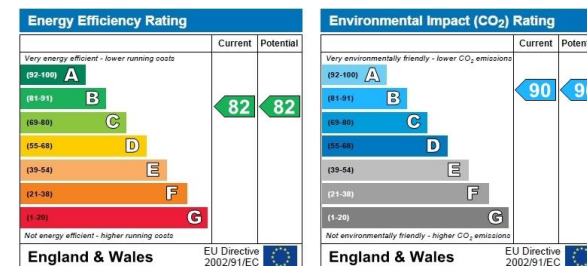 Energy Efficiency Rating
Current Potential
Very energy efficient - lower running costs
(92-100) A
(81-91) B
82 82
(69-80) C
(55-68) D
(39-54) E
(21-38) F
(1-20) G
Not energy efficient - higher running costs
England & Wales
EU Directive
2002/91/EC
Environmental Impact (CO2) Rating
Current
Very environmentally friendly - lower CO2 emissions
(92-100) A
(81-91) B
90
(69-80) C
(55-68) D
(39-54) E
(21-38) F
(1-20) G
Not environmentally friendly - higher CO2 emissions
England & Wales
EU Directive
2002/91/EC